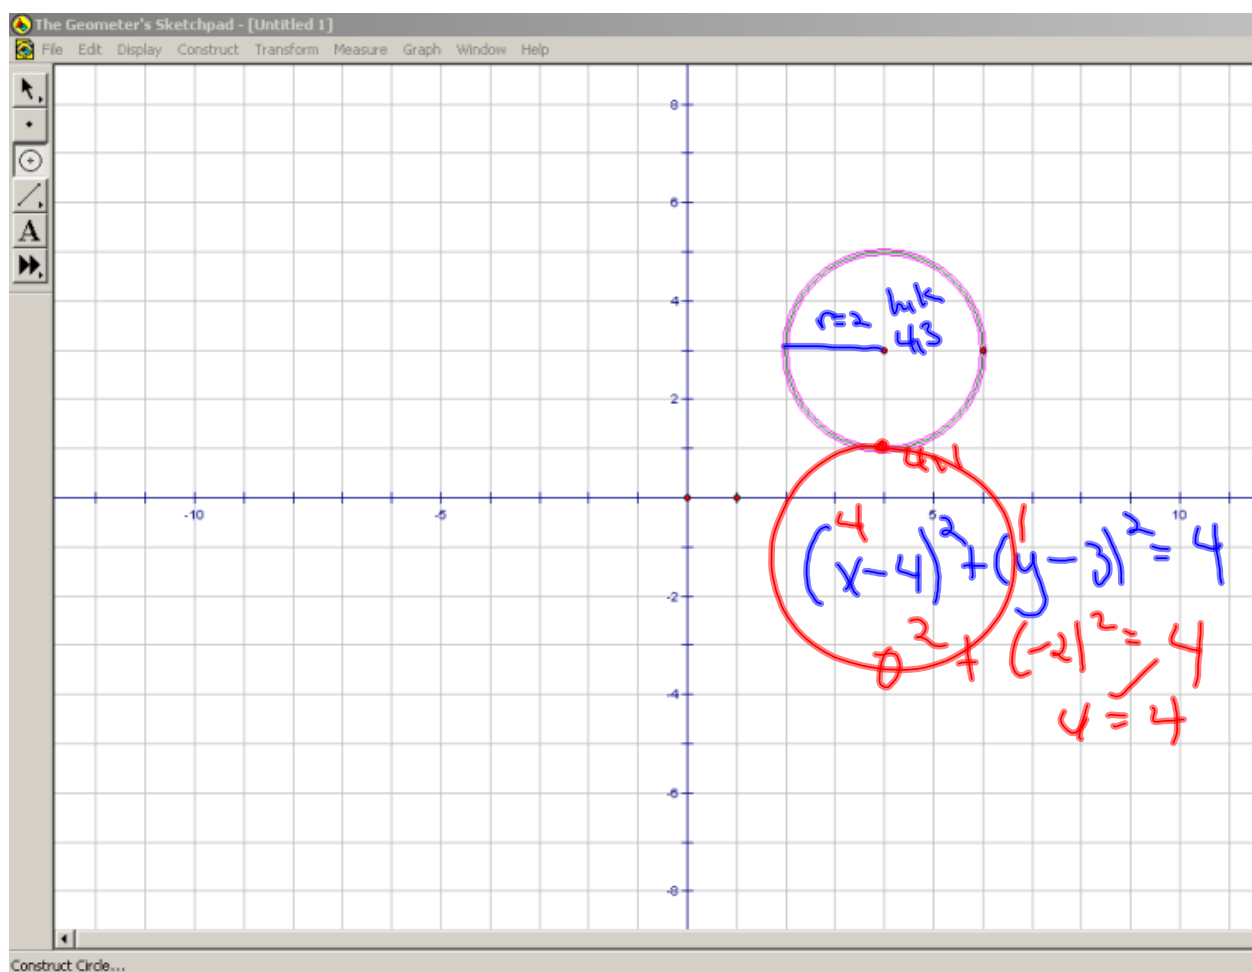 The Geometer's Sketchpad - [Untitled 1]
File Edit Display Construct Transform Measure Graph Window Help
A
8
6
4
2
-10 -5 5 10
-2
-4
-6
-8
r=2 h,k
4,3
4,1
4 1
(x-4)²+(y-3)²=4
0²+(-2)²=4
4=4
Construct Circle...